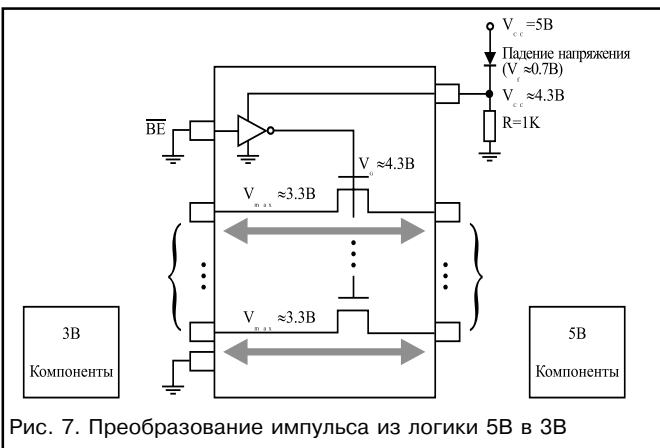 V_cc=5В
Падение напряжения
(V_f≈0.7В)
V_cc≈4.3В
R=1K
BE
V_G≈4.3В
V_max≈3.3В
V_max≈3.3В
3В
Компоненты
5В
Компоненты
Рис. 7. Преобразование импульса из логики 5В в 3В